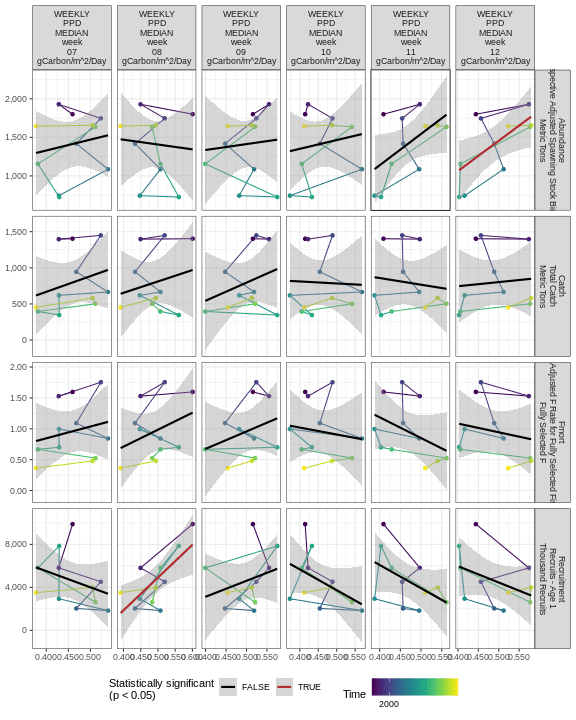 WEEKLY
PPD
MEDIAN
week
07
gCarbon/m^2/Day
WEEKLY
PPD
MEDIAN
week
08
gCarbon/m^2/Day
WEEKLY
PPD
MEDIAN
week
09
gCarbon/m^2/Day
WEEKLY
PPD
MEDIAN
week
10
gCarbon/m^2/Day
WEEKLY
PPD
MEDIAN
week
12
gCarbon/m^2/Day
WEEKLY
PPD
MEDIAN
week
11
gCarbon/m^2/Day
2,000
1,500
1,000
Abundance
Adjusted Spawning Stock
Metric Tons
1,500
1,000
500
0
Catch
Total Catch
Metric Tons
2.00
1.50
1.00
0.50
0.00
Fmort
Adjusted F Rate for Fully Selected
Fully Selected F
8,000
4,000
0
Recruitment
Recruits - Age 1
Thousand Recruits
0.400 0.450 0.500
0.400 0.450 0.500 0.550 0.600
0.400 0.450 0.500 0.550
0.400 0.450 0.500 0.550
0.400 0.450 0.500 0.550
0.400 0.450 0.500 0.550
Statistically significant
(p < 0.05)
FALSE
TRUE
Time
2000